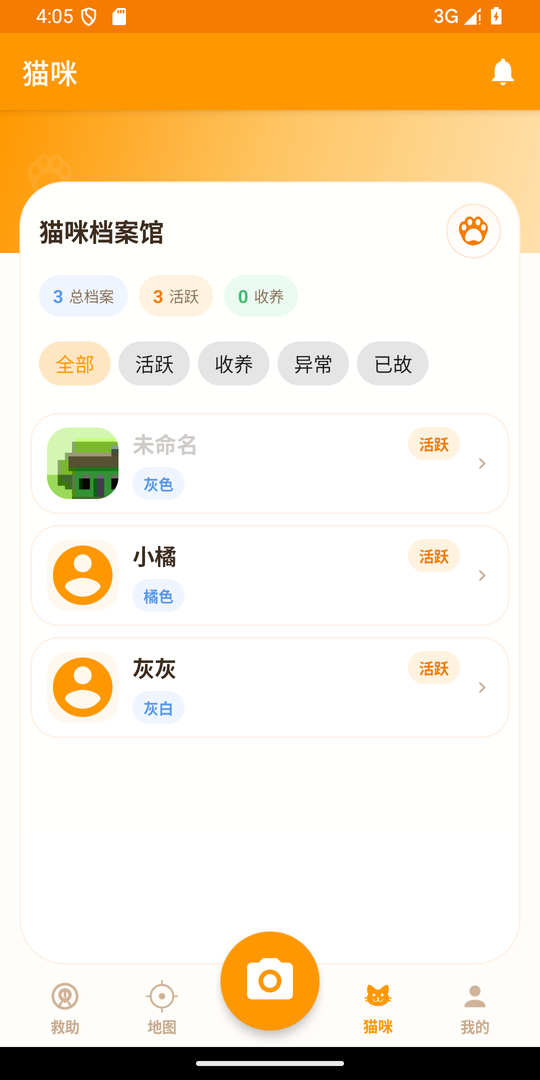 4:05
3G
猫咪
猫咪档案馆
3 总档案
3 活跃
0 收养
全部
活跃
收养
异常
已故
未命名
活跃
灰色
小橘
活跃
橘色
灰灰
活跃
灰白
救助
地图
猫咪
我的